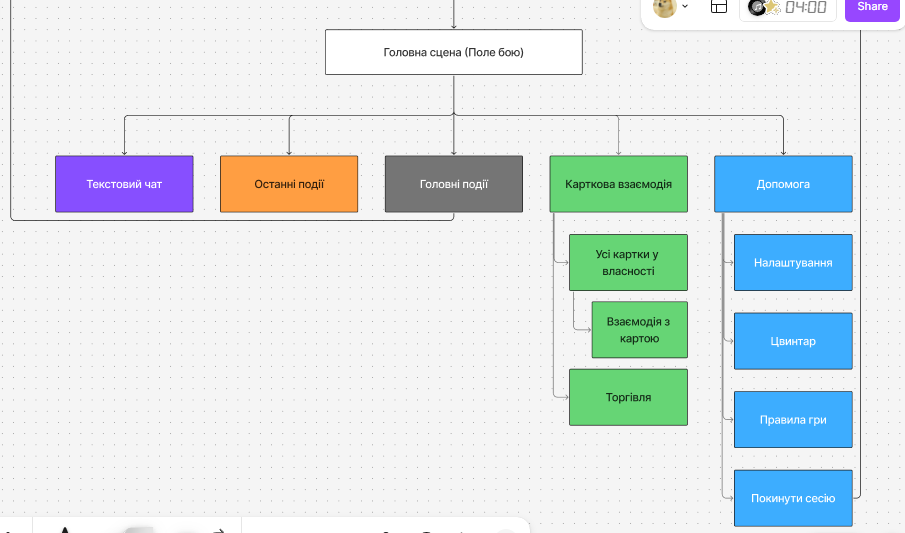 04:00
Share
Головна сцена (Поле бою)
Текстовий чат
Останні події
Головні події
Карткова взаємодія
Допомога
Усі картки у
власності
Налаштування
Взаємодія з
картою
Цвинтар
Торгівля
Правила гри
Покинути сесію